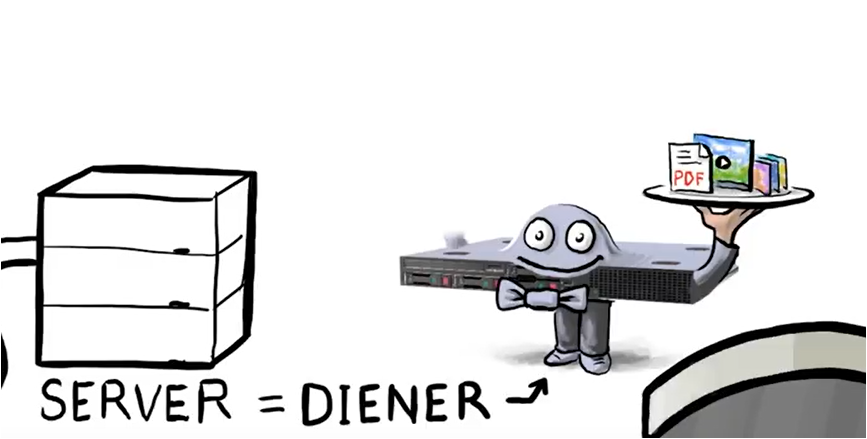 PDF
SERVER = DIENER